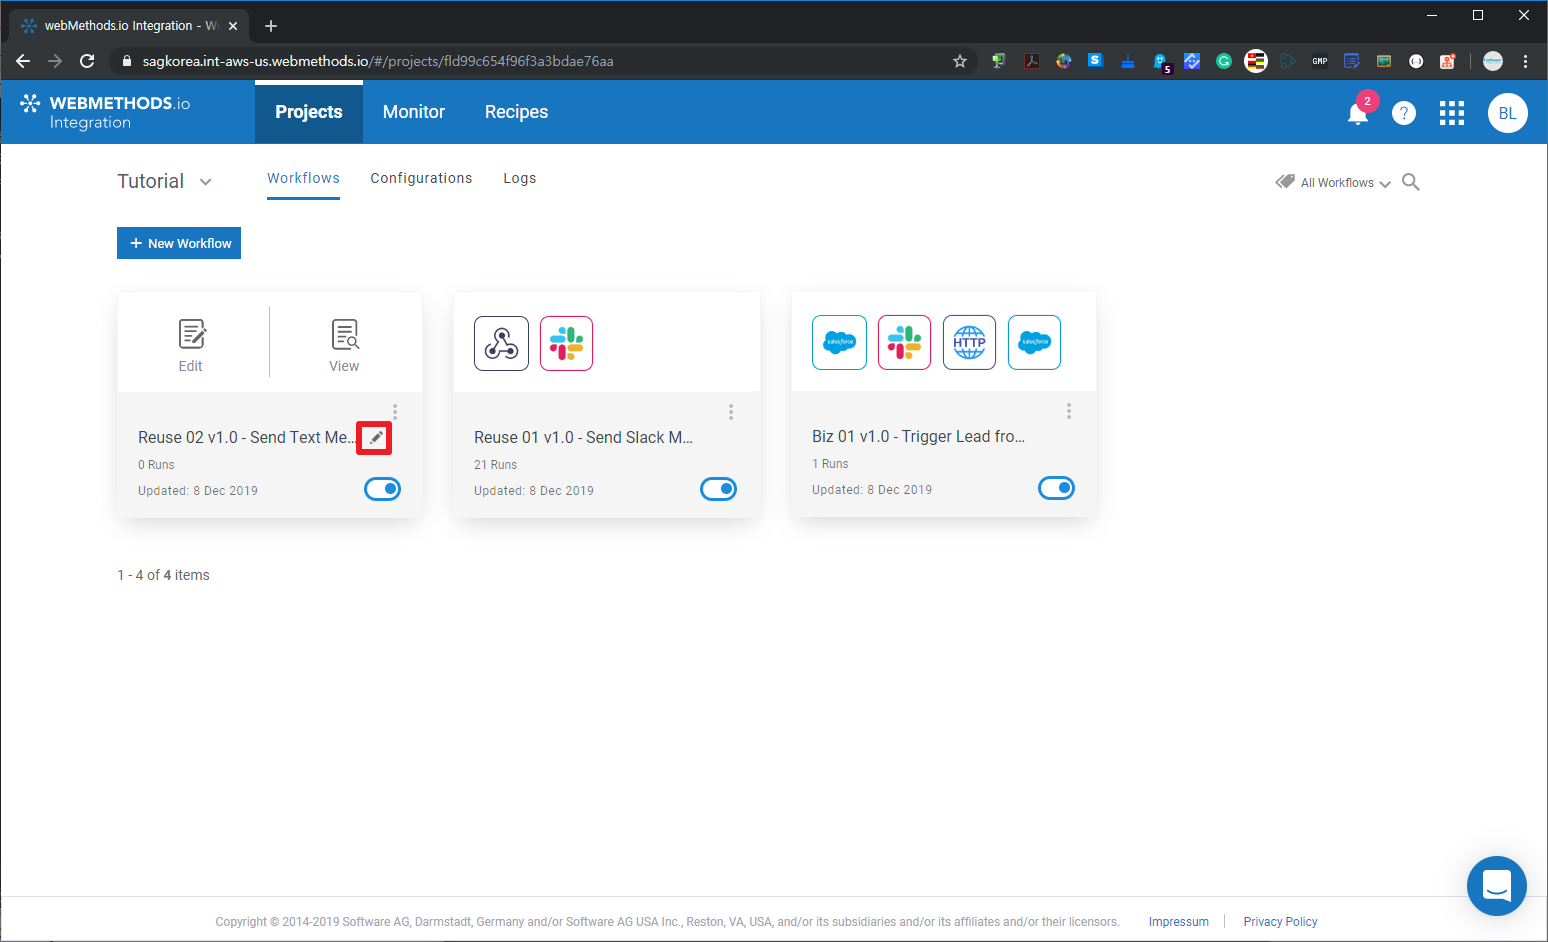 webMethods.io Integration - W
sagkorea.int-aws-us.webmethods.io/#/projects/fld99c654f96f3a3bdae76aa
S
5
G
GMP
WEBMETHODS.io
Integration
Projects
Monitor
Recipes
2
?
BL
Tutorial
Workflows
Configurations
Logs
All Workflows
+ New Workflow
Edit
View
salesforce
HTTP
salesforce
Reuse 02 v1.0 - Send Text Me...
0 Runs
Updated: 8 Dec 2019
Reuse 01 v1.0 - Send Slack M...
21 Runs
Updated: 8 Dec 2019
Biz 01 v1.0 - Trigger Lead fro...
1 Runs
Updated: 8 Dec 2019
1 - 4 of 4 items
Copyright © 2014-2019 Software AG, Darmstadt, Germany and/or Software AG USA Inc., Reston, VA, USA, and/or its subsidiaries and/or its affiliates and/or their licensors.
Impressum
Privacy Policy